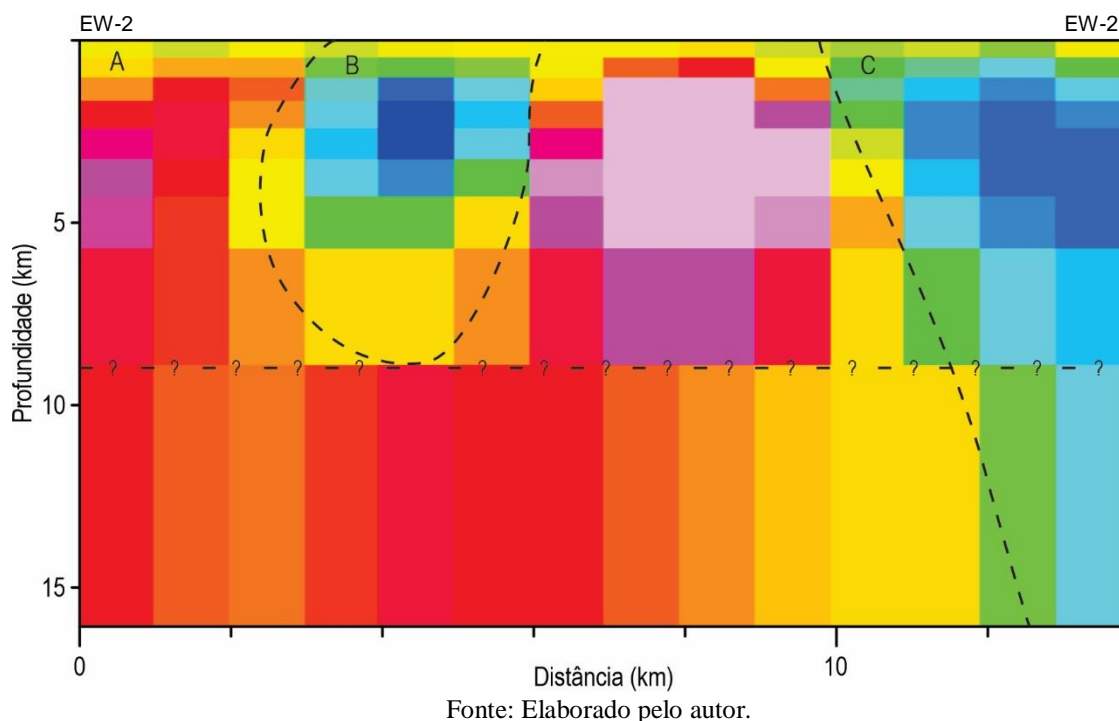 EW-2 EW-2
A B C
5
? ? ? ? ? ? ? ? ? ? ? ? ? ? ? ?
10
15
Profundidade (km)
0 10
Distância (km)
Fonte: Elaborado pelo autor.